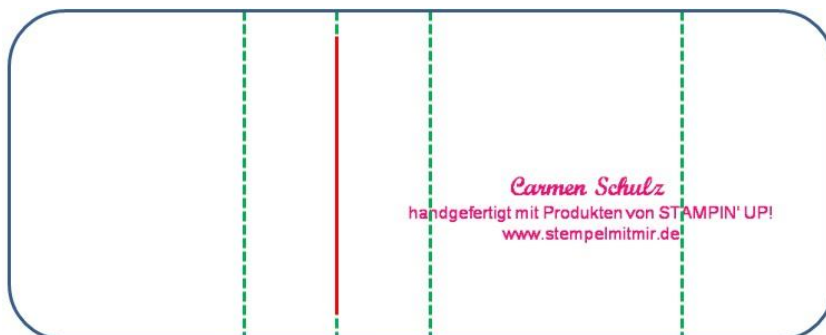 Carmen Schulz
handgefertigt mit Produkten von STAMPIN' UP!
www.stempelmitmir.de